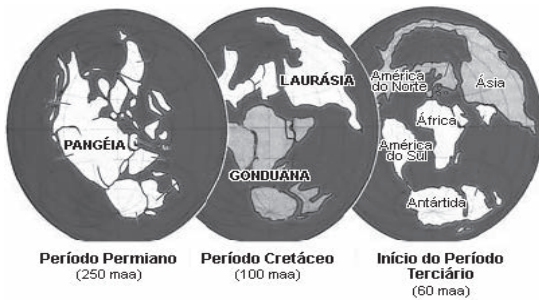 PANGÉIA
Período Permiano
(250 maa)
LAURÁSIA
GONDUANA
Período Cretáceo
(100 maa)
América
do Norte
Ásia
África
América
do Sul
Antártida
Início do Período
Terciário
(60 maa)